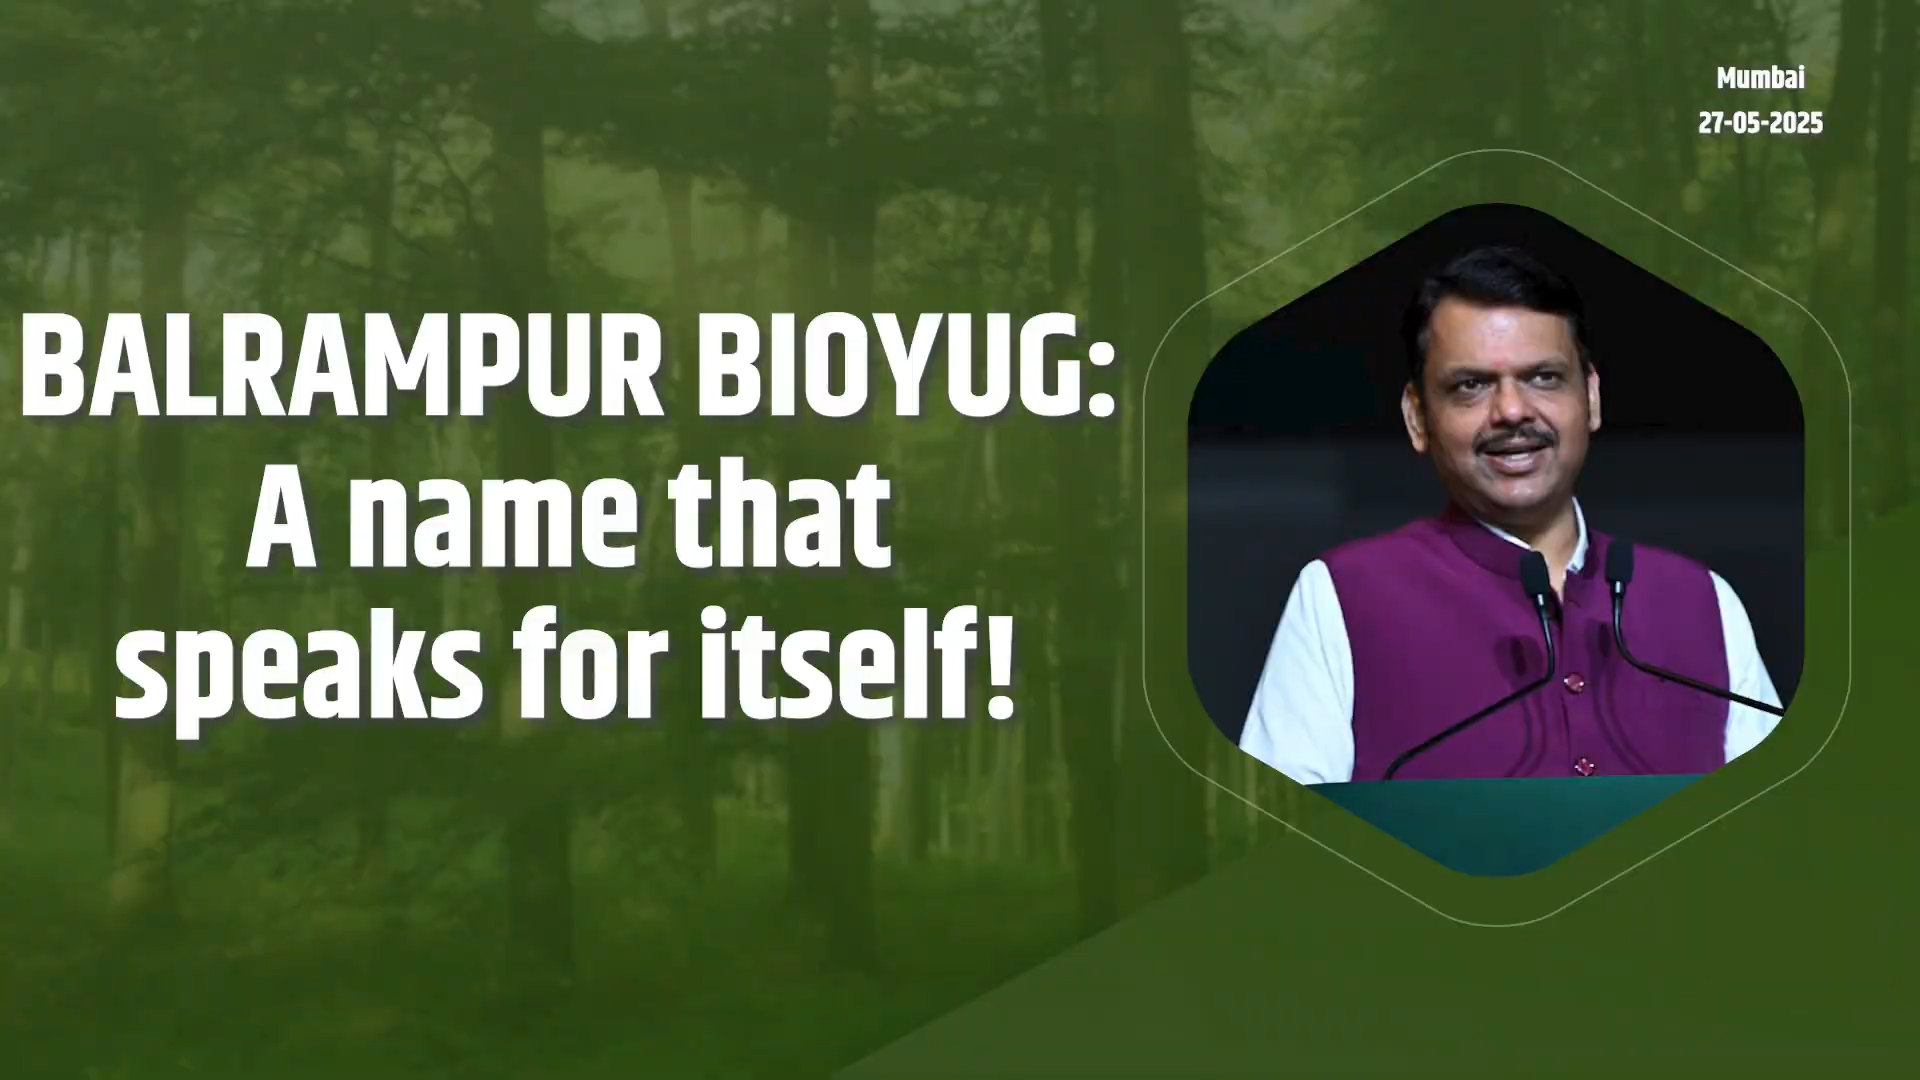 Mumbai
27-05-2025
BALRAMPUR BIOYUG:
A name that
speaks for itself!